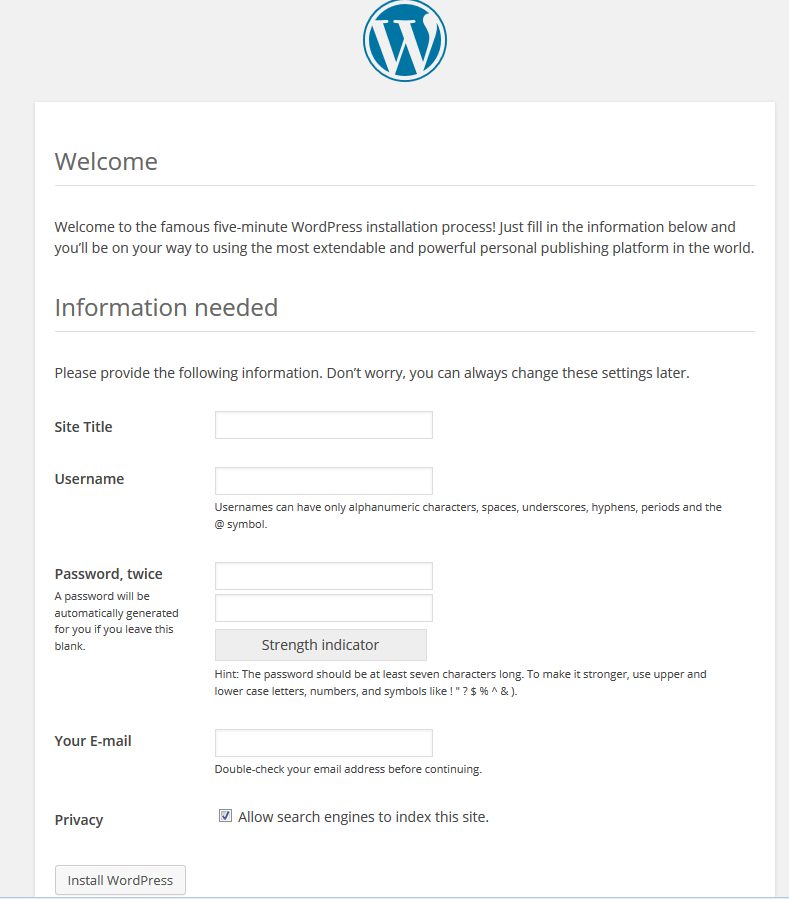 Welcome
Welcome to the famous five-minute WordPress installation process! Just fill in the information below and
you’ll be on your way to using the most extendable and powerful personal publishing platform in the world.
Information needed
Please provide the following information. Don’t worry, you can always change these settings later.
Site Title
Username
Usernames can have only alphanumeric characters, spaces, underscores, hyphens, periods and the
@ symbol.
Password, twice
A password will be
automatically generated
for you if you leave this
blank.
Strength indicator
Hint: The password should be at least seven characters long. To make it stronger, use upper and
lower case letters, numbers, and symbols like ! " ? $ % ^ & ).
Your E-mail
Double-check your email address before continuing.
Privacy
Allow search engines to index this site.
Install WordPress